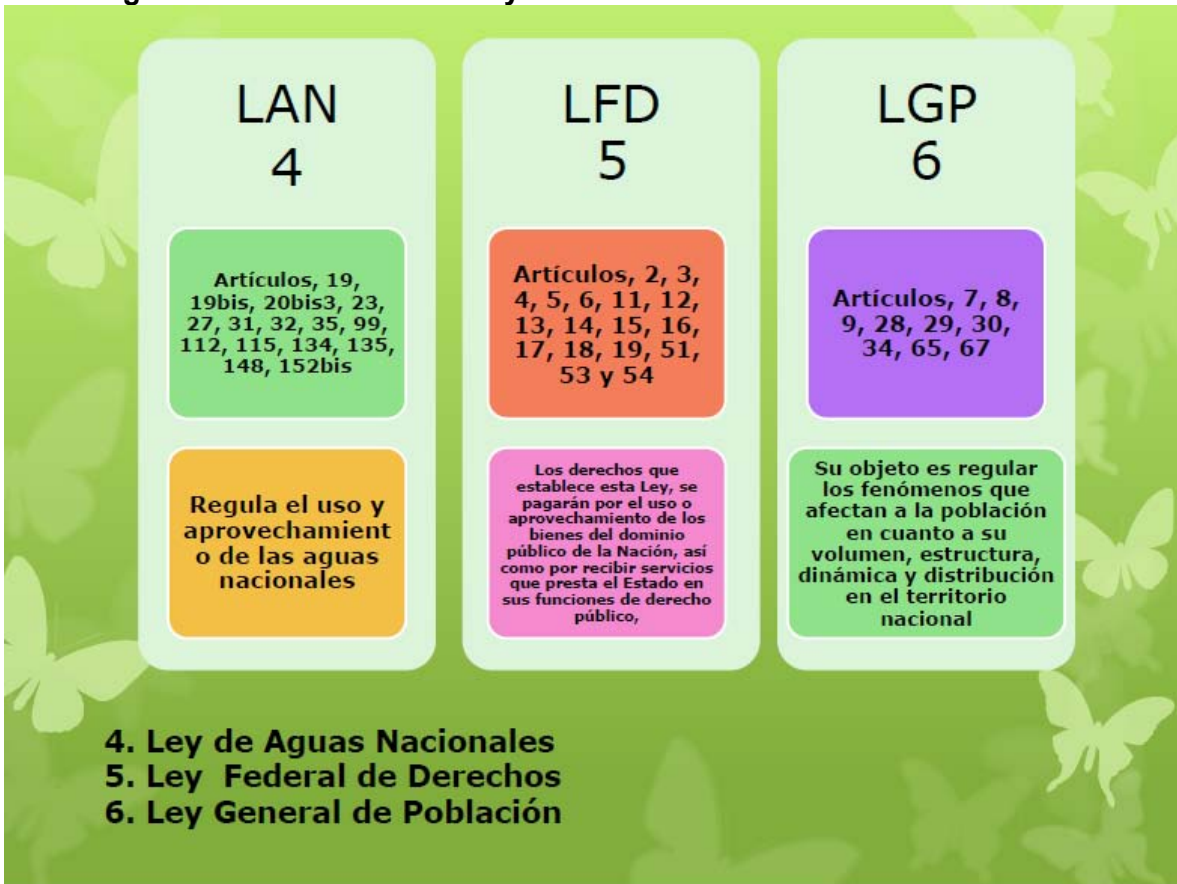 LAN
4
Artículos, 19,
19bis, 20bis3, 23,
27, 31, 32, 35, 99,
112, 115, 134, 135,
148, 152bis
Regula el uso y
aprovechamient
o de las aguas
nacionales
LFD
5
Artículos, 2, 3,
4, 5, 6, 11, 12,
13, 14, 15, 16,
17, 18, 19, 51,
53 y 54
Los derechos que
establece esta Ley, se
pagarán por el uso o
aprovechamiento de los
bienes del dominio
público de la Nación, así
como por recibir servicios
que presta el Estado en
sus funciones de derecho
público,
LGP
6
Artículos, 7, 8,
9, 28, 29, 30,
34, 65, 67
Su objeto es regular
los fenómenos que
afectan a la población
en cuanto a su
volumen, estructura,
dinámica y distribución
en el territorio
nacional
4. Ley de Aguas Nacionales
5. Ley Federal de Derechos
6. Ley General de Población